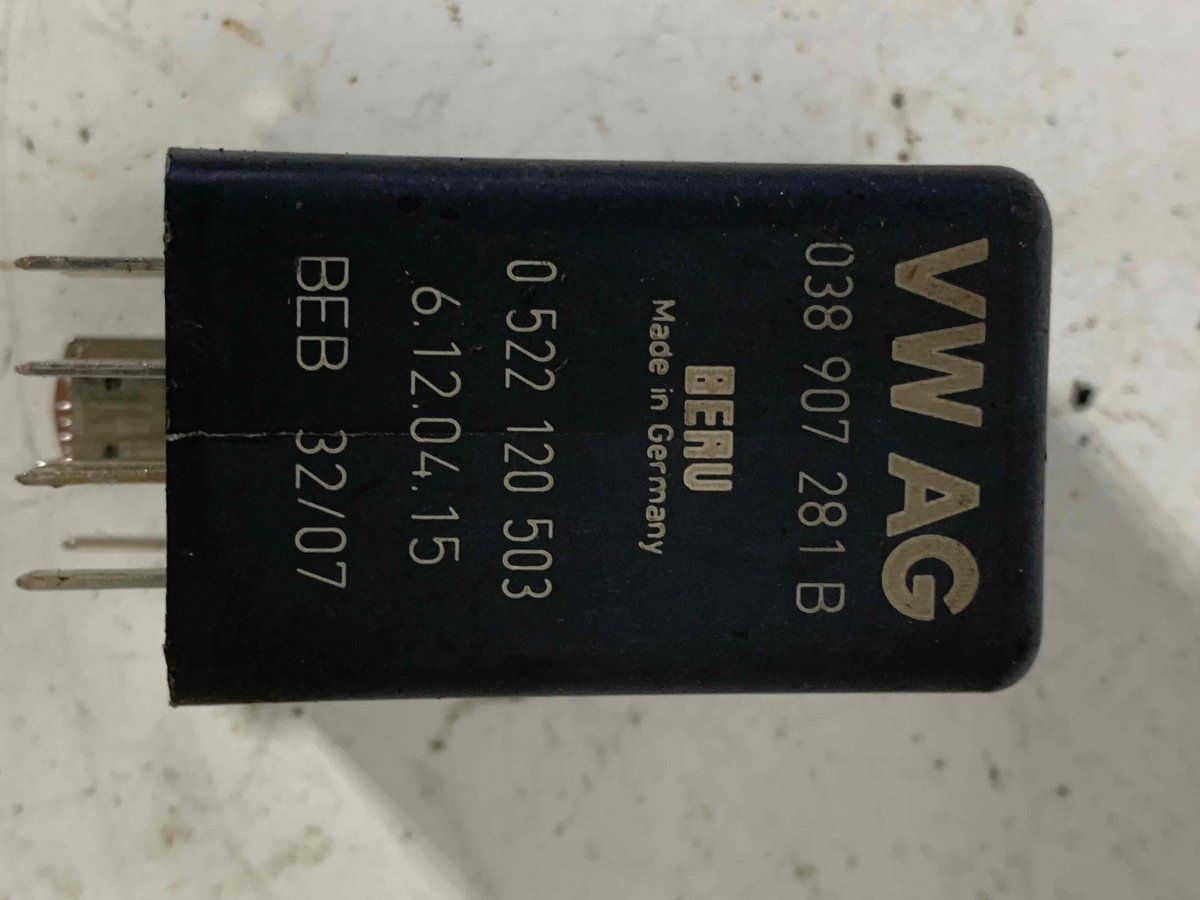 VW AG
038 907 281 B
BERU
Made in Germany
0 522 120 503
6.12.04.15
BEB 32/07